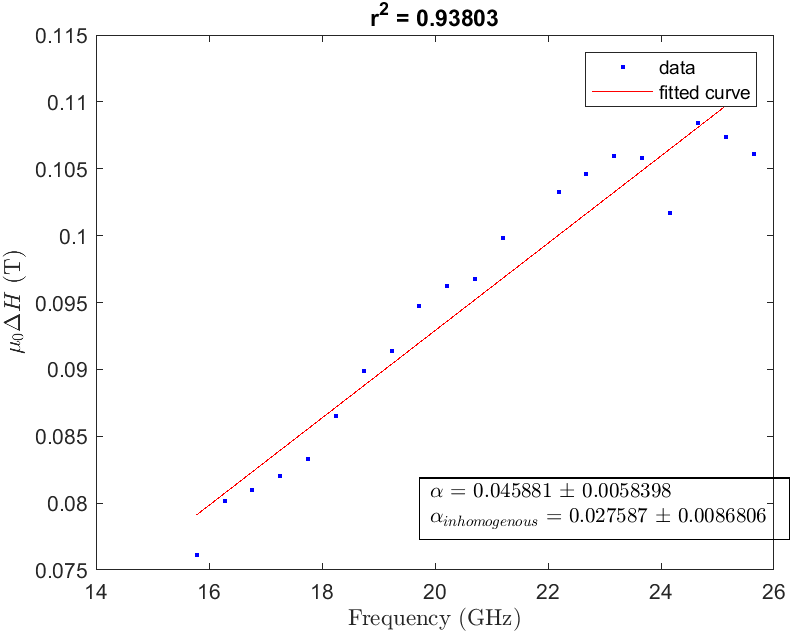 r² = 0.93803
0.115
0.11
0.105
0.1
0.095
0.09
0.085
0.08
0.075
μ₀ΔH (T)
data
fitted curve
α = 0.045881 ± 0.0058398
α_inhomogenous = 0.027587 ± 0.0086806
14 16 18 20 22 24 26
Frequency (GHz)